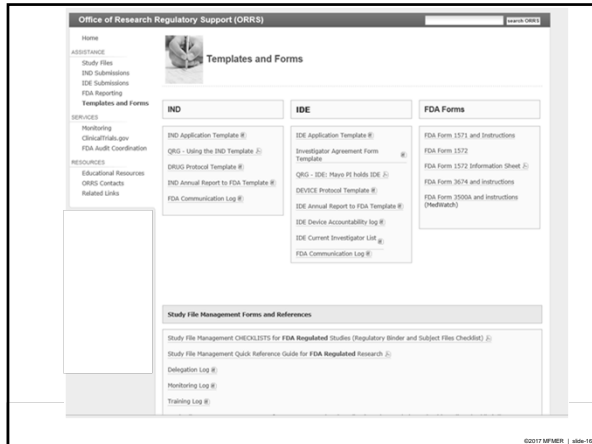 Office of Research Regulatory Support (ORRS)
search ORRS
Home
ASSISTANCE
Study Files
IND Submissions
IDE Submissions
FDA Reporting
Templates and Forms
SERVICES
Monitoring
ClinicalTrials.gov
FDA Audit Coordination
RESOURCES
Educational Resources
ORRS Contacts
Related Links
Templates and Forms
IND
IND Application Template
QRG - Using the IND Template
DRUG Protocol Template
IND Annual Report to FDA Template
FDA Communication Log
IDE
IDE Application Template
Investigator Agreement Form
Template
QRG - IDE: Mayo PI holds IDE
DEVICE Protocol Template
IDE Annual Report to FDA Template
IDE Device Accountability log
IDE Current Investigator List
FDA Communication Log
FDA Forms
FDA Form 1571 and Instructions
FDA Form 1572
FDA Form 1572 Information Sheet
FDA Form 3674 and instructions
FDA Form 3500A and instructions
(MedWatch)
Study File Management Forms and References
Study File Management CHECKLISTS for FDA Regulated Studies (Regulatory Binder and Subject Files Checklist)
Study File Management Quick Reference Guide for FDA Regulated Research
Delegation Log
Monitoring Log
Training Log
©2017 MFMER | slide-16